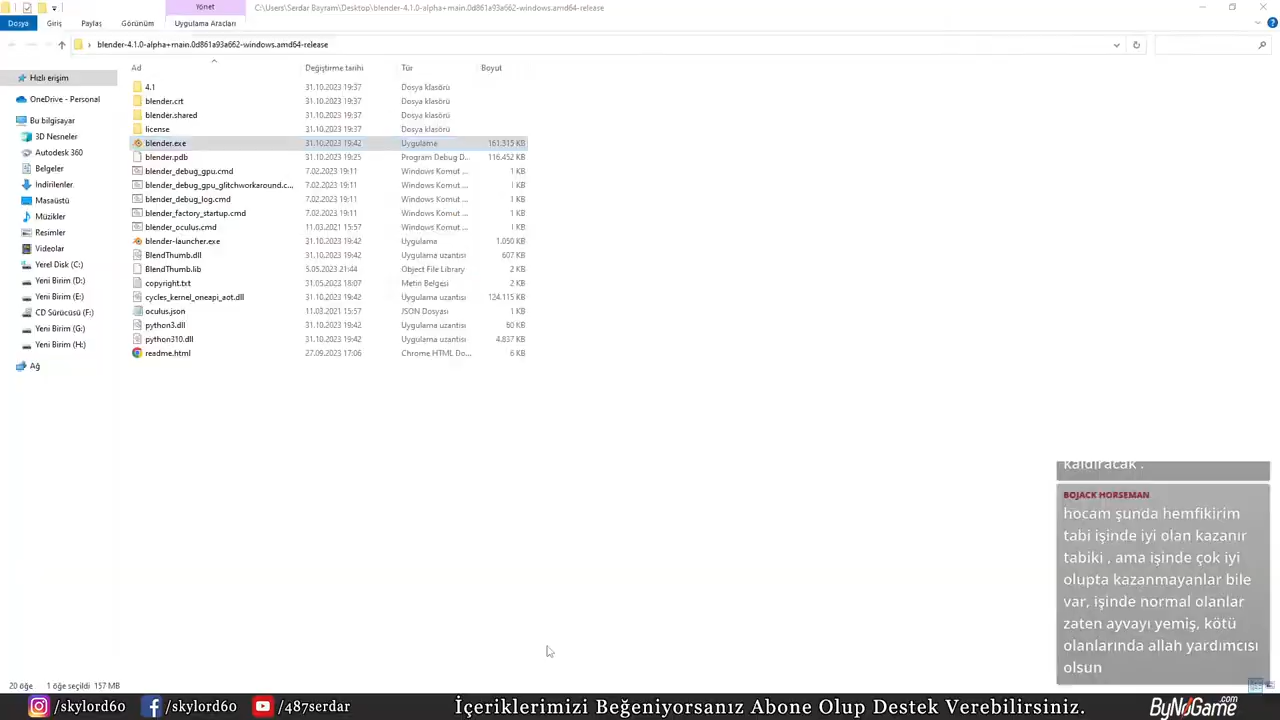 Yönet
C:\Users\Serdar Bayram\Desktop\blender-4.1.0-alpha+main.0d861a93a662-windows.amd64-release
Dosya Giriş Paylaş Görünüm Uygulama Araçları
blender-4.1.0-alpha+main.0d861a93a662-windows.amd64-release
Ad Değiştirme tarihi Tür Boyut
4.1 31.10.2023 19:37 Dosya klasörü
blender.crt 31.10.2023 19:37 Dosya klasörü
blender.shared 31.10.2023 19:37 Dosya klasörü
license 31.10.2023 19:37 Dosya klasörü
blender.exe 31.10.2023 19:42 Uygulama 161.315 KB
blender.pdb 31.10.2023 19:25 Program Debug D... 116.452 KB
blender_debug_gpu.cmd 7.02.2023 19:11 Windows Komut ... 1 KB
blender_debug_gpu_glitchworkaround.c... 7.02.2023 19:11 Windows Komut ... 1 KB
blender_debug_log.cmd 7.02.2023 19:11 Windows Komut ... 1 KB
blender_factory_startup.cmd 7.02.2023 19:11 Windows Komut ... 1 KB
blender_oculus.cmd 11.03.2021 15:57 Windows Komut ... 1 KB
blender-launcher.exe 31.10.2023 19:42 Uygulama 1.050 KB
BlendThumb.dll 31.10.2023 19:42 Uygulama uzantısı 607 KB
BlendThumb.lib 5.05.2023 21:44 Object File Library 2 KB
copyright.txt 31.05.2023 18:07 Metin Belgesi 2 KB
cycles_kernel_oneapi_aot.dll 31.10.2023 19:42 Uygulama uzantısı 124.115 KB
oculus.json 11.03.2021 15:57 JSON Dosyası 1 KB
python3.dll 31.10.2023 19:42 Uygulama uzantısı 60 KB
python310.dll 31.10.2023 19:42 Uygulama uzantısı 4.837 KB
readme.html 27.09.2023 17:06 Chrome HTML Do... 6 KB
Hızlı erişim
OneDrive - Personal
Bu bilgisayar
3D Nesneler
Autodesk 360
Belgeler
İndirilenler
Masaüstü
Müzikler
Resimler
Videolar
Yerel Disk (C:)
Yeni Birim (D:)
Yeni Birim (E:)
CD Sürücüsü (F:)
Yeni Birim (G:)
Yeni Birim (H:)
Ağ
kaldıracak .
BOJACK HORSEMAN
hocam şunda hemfikirim
tabi işinde iyi olan kazanır
tabiki , ama işinde çok iyi
olupta kazanmayanlar bile
var, işinde normal olanlar
zaten ayvayı yemiş, kötü
olanlarında allah yardımcısı
olsun
20 öğe 1 öğe seçildi 157 MB
/skylord60 /skylord60 /487serdar İçeriklerimizi Beğeniyorsanız Abone Olup Destek Verebilirsiniz. ByNoGame.com